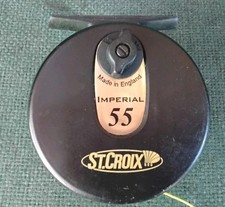 Made in England
IMPERIAL
55
ST.CROIX